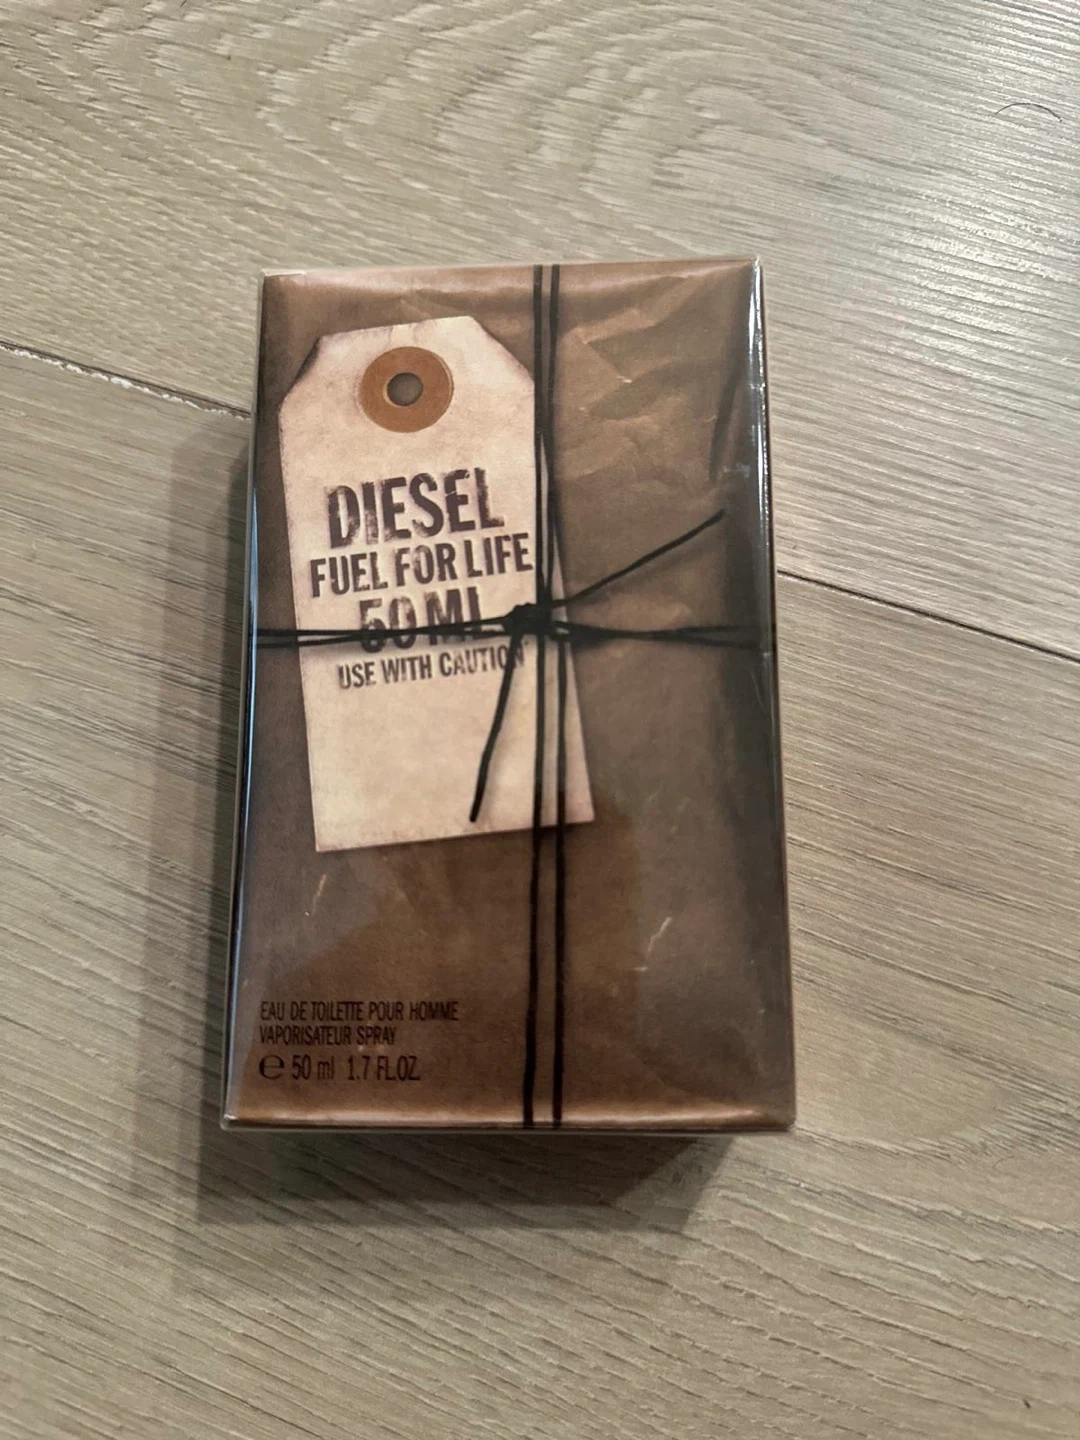 DIESEL
FUEL FOR LIFE
50 ML
USE WITH CAUTION
EAU DE TOILETTE POUR HOMME
VAPORISATEUR SPRAY
℮ 50 ml 1.7 FL.OZ.